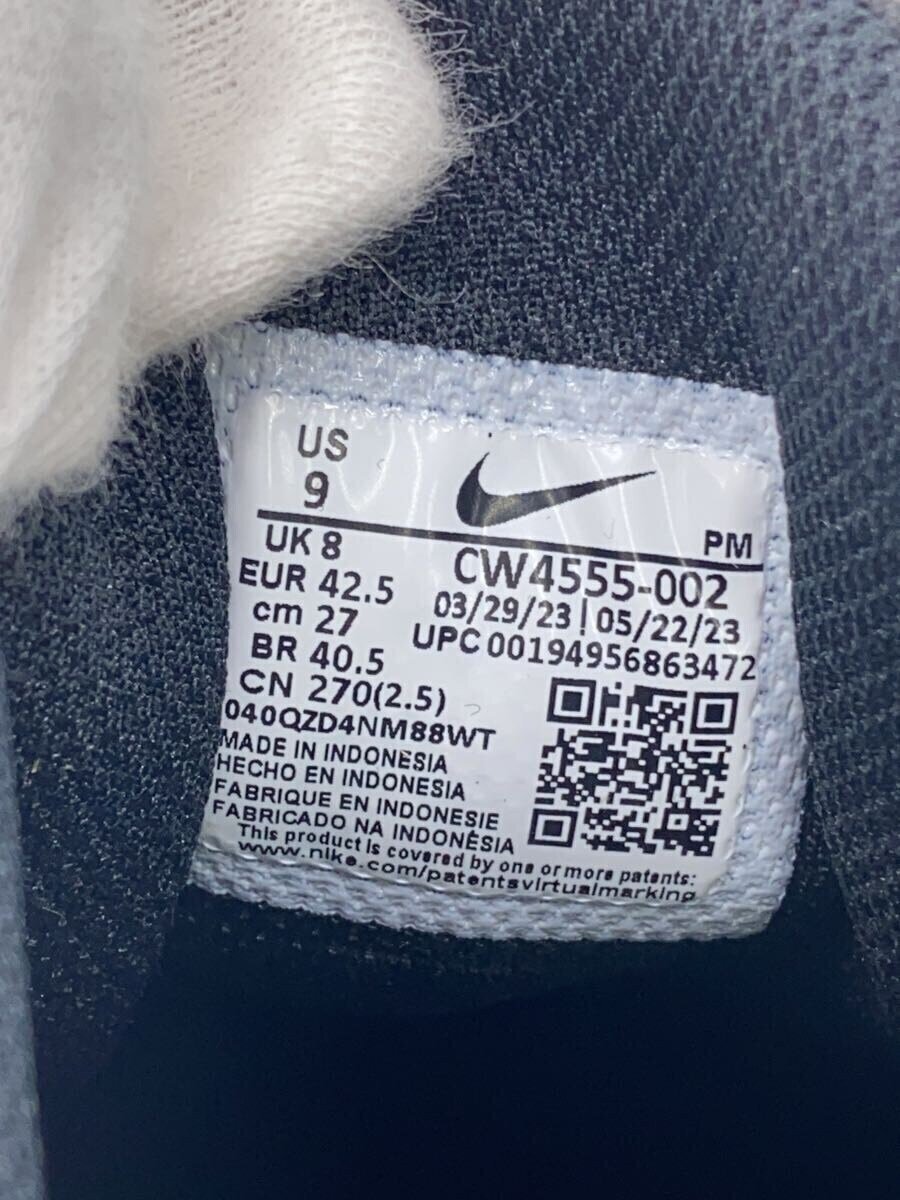 US
9
PM
UK 8
EUR 42.5
cm 27
BR 40.5
CN 270(2.5)
CW4555-002
03/29/23 | 05/22/23
UPC 00194956863472
040QZD4NM88WT
MADE IN INDONESIA
HECHO EN INDONESIA
FABRIQUE EN INDONESIE
FABRICADO NA INDONÉSIA
This product is covered by one or more patents:
www.nike.com/patentsvirtualmarking